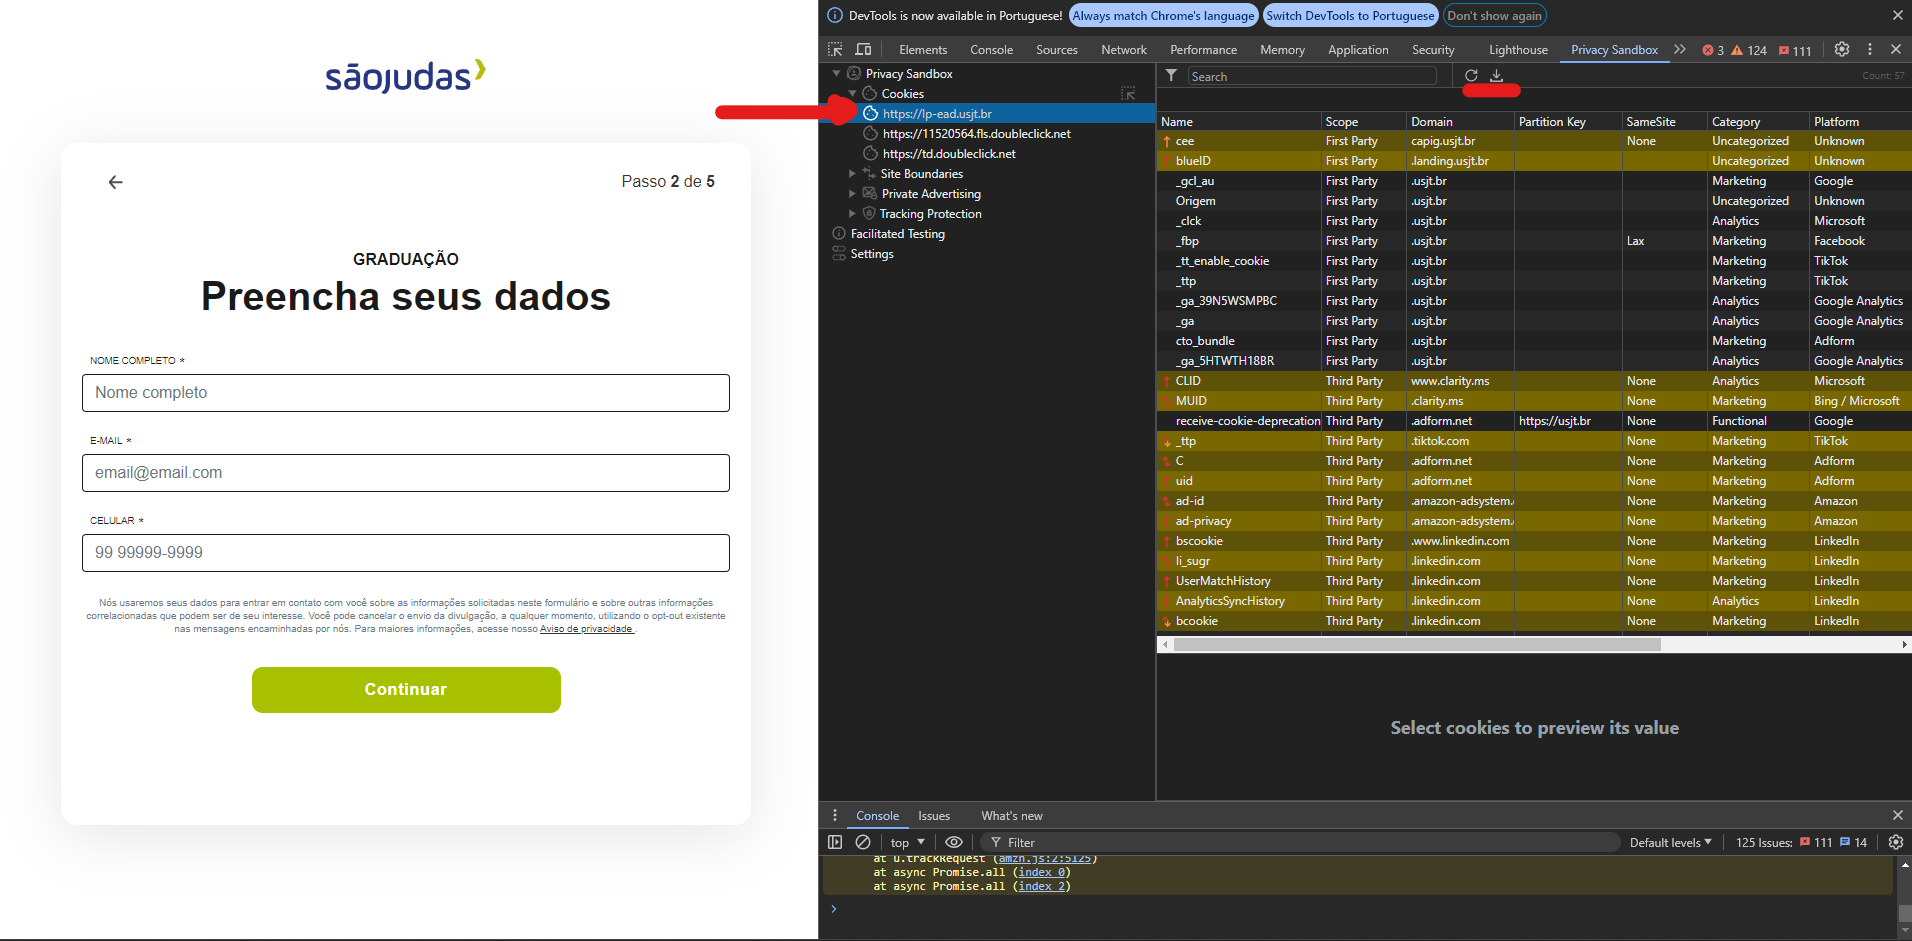 sãojudas
Passo 2 de 5
GRADUAÇÃO
Preencha seus dados
NOME COMPLETO *
Nome completo
E-MAIL *
email@email.com
CELULAR *
99 99999-9999
Nós usaremos seus dados para entrar em contato com você sobre as informações solicitadas neste formulário e sobre outras informações
correlacionadas que podem ser de seu interesse. Você pode cancelar o envio da divulgação, a qualquer momento, utilizando o opt-out existente
nas mensagens encaminhadas por nós. Para maiores informações, acesse nosso Aviso de privacidade .
Continuar
DevTools is now available in Portuguese! Always match Chrome's language Switch DevTools to Portuguese Don't show again
Elements Console Sources Network Performance Memory Application Security Lighthouse Privacy Sandbox 3 124 111
Privacy Sandbox
Cookies
https://lp-ead.usjt.br
https://11520564.fls.doubleclick.net
https://td.doubleclick.net
Site Boundaries
Private Advertising
Tracking Protection
Facilitated Testing
Settings
Search Count: 57
Name Scope Domain Partition Key SameSite Category Platform
cee First Party capig.usjt.br None Uncategorized Unknown
blueID First Party .landing.usjt.br Uncategorized Unknown
_gcl_au First Party .usjt.br Marketing Google
Origem First Party .usjt.br Uncategorized Unknown
_clck First Party .usjt.br Analytics Microsoft
_fbp First Party .usjt.br Lax Marketing Facebook
_tt_enable_cookie First Party .usjt.br Marketing TikTok
_ttp First Party .usjt.br Marketing TikTok
_ga_39N5WSMPBC First Party .usjt.br Analytics Google Analytics
_ga First Party .usjt.br Analytics Google Analytics
cto_bundle First Party .usjt.br Marketing Adform
_ga_5HTWTH18BR First Party .usjt.br Analytics Google Analytics
CLID Third Party www.clarity.ms None Analytics Microsoft
MUID Third Party .clarity.ms None Marketing Bing / Microsoft
receive-cookie-deprecation Third Party .adform.net https://usjt.br None Functional Google
_ttp Third Party .tiktok.com None Marketing TikTok
C Third Party .adform.net None Marketing Adform
uid Third Party .adform.net None Marketing Adform
ad-id Third Party .amazon-adsystem. None Marketing Amazon
ad-privacy Third Party .amazon-adsystem. None Marketing Amazon
bscookie Third Party .www.linkedin.com None Marketing LinkedIn
li_sugr Third Party .linkedin.com None Marketing LinkedIn
UserMatchHistory Third Party .linkedin.com None Marketing LinkedIn
AnalyticsSyncHistory Third Party .linkedin.com None Analytics LinkedIn
bcookie Third Party .linkedin.com None Marketing LinkedIn
Select cookies to preview its value
Console Issues What's new
top Filter Default levels 125 Issues: 111 14
at u.trackRequest (amzn.js:2:5125)
at async Promise.all (index 0)
at async Promise.all (index 2)